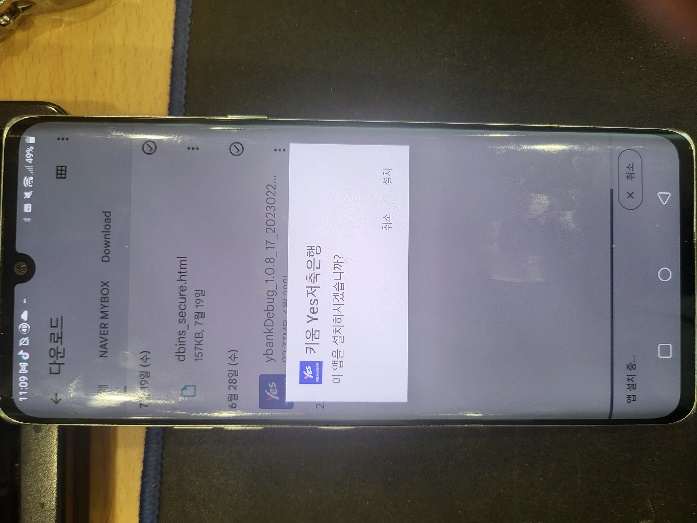 11:09
49%
다운로드
NAVER MYBOX
Download
7월 19일 (수)
dbins_secure.html
157KB, 7월 19일
6월 28일 (수)
Yes
ybankDebug_1.0.8_17_2023022...
Yes
키움 Yes저축은행
이 앱을 설치하시겠습니까?
취소
설치
앱 설치 중...
취소